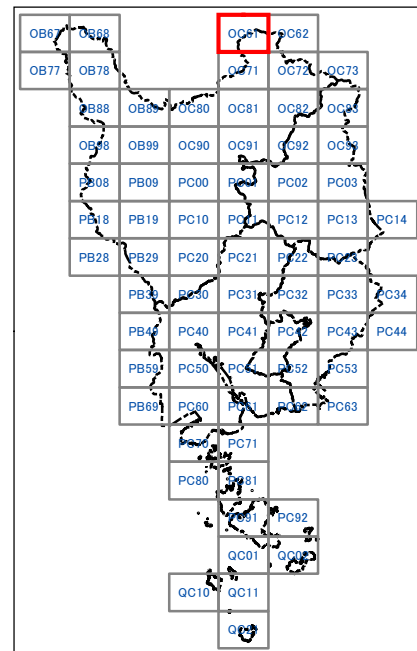 OB67 OB68 OC61 OC62
OB77 OB78 OC71 OC72 OC73
OB88 OB89 OC80 OC81 OC82 OC83
OB98 OB99 OC90 OC91 OC92 OC93
PB08 PB09 PC00 PC01 PC02 PC03
PB18 PB19 PC10 PC11 PC12 PC13 PC14
PB28 PB29 PC20 PC21 PC22 PC23
PB39 PC30 PC31 PC32 PC33 PC34
PB49 PC40 PC41 PC42 PC43 PC44
PB59 PC50 PC51 PC52 PC53
PB69 PC60 PC61 PC62 PC63
PC70 PC71
PC80 PC81
PC91 PC92
QC01 QC02
QC10 QC11
QC21